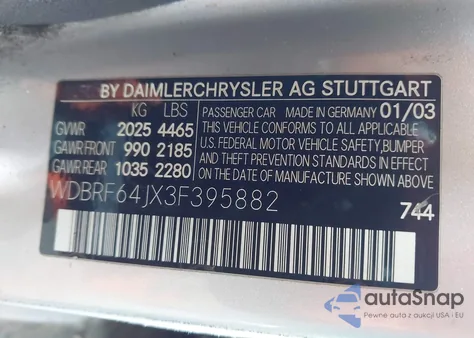 BY DAIMLERCHRYSLER AG STUTTGART
KG LBS
GVWR 2025 4465
GAWR FRONT 990 2185
GAWR REAR 1035 2280
PASSENGER CAR MADE IN GERMANY 01/03
THIS VEHICLE CONFORMS TO ALL APPLICABLE
U.S. FEDERAL MOTOR VEHICLE SAFETY, BUMPER
AND THEFT PREVENTION STANDARDS IN EFFECT
ON THE DATE OF MANUFACTURE SHOWN ABOVE.
WDBRF64JX3F395882
744
autoSnap
Pewne auta z aukcji USA i EU